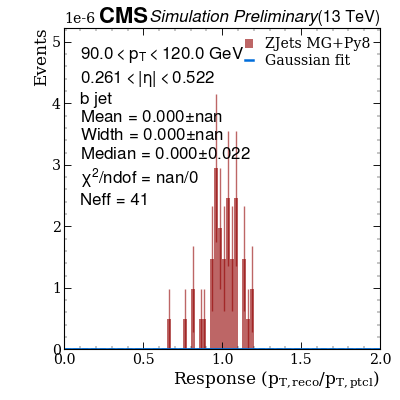 1e-6 CMS Simulation Preliminary (13 TeV)
Events
90.0 < p_T < 120.0 GeV
0.261 < |η| < 0.522
b jet
Mean = 0.000±nan
Width = 0.000±nan
Median = 0.000±0.022
χ²/ndof = nan/0
Neff = 41
ZJets MG+Py8
Gaussian fit
5
4
3
2
1
0
0.0 0.5 1.0 1.5 2.0
Response (p_T,reco/p_T,ptcl)